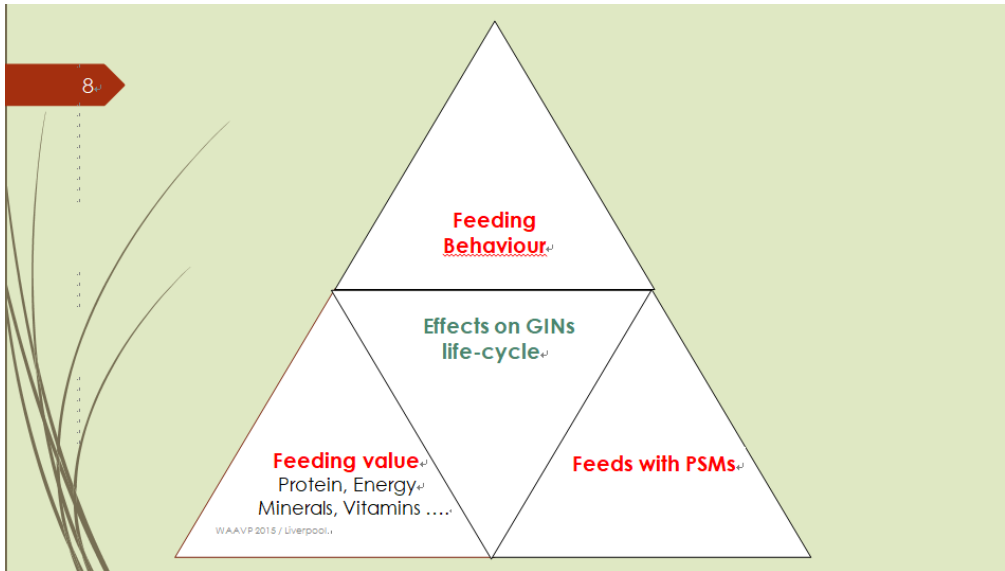 8
Feeding
Behaviour
Effects on GINs
life-cycle
Feeding value
Protein, Energy
Minerals, Vitamins ....
Feeds with PSMs
WAAVP 2015 / Liverpool.